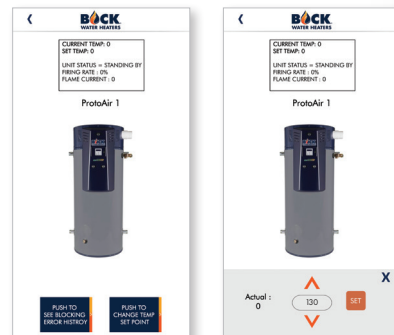 BOCK
WATER HEATERS
CURRENT TEMP: 0
SET TEMP: 0
UNIT STATUS = STANDING BY
FIRING RATE : 0%
FLAME CURRENT : 0
ProtoAir 1
PUSH TO
SEE BLOCKING
ERROR HISTROY
PUSH TO
CHANGE TEMP
SET POINT
BOCK
WATER HEATERS
CURRENT TEMP: 0
SET TEMP: 0
UNIT STATUS = STANDING BY
FIRING RATE : 0%
FLAME CURRENT : 0
ProtoAir 1
X
Actual :
0
130
SET